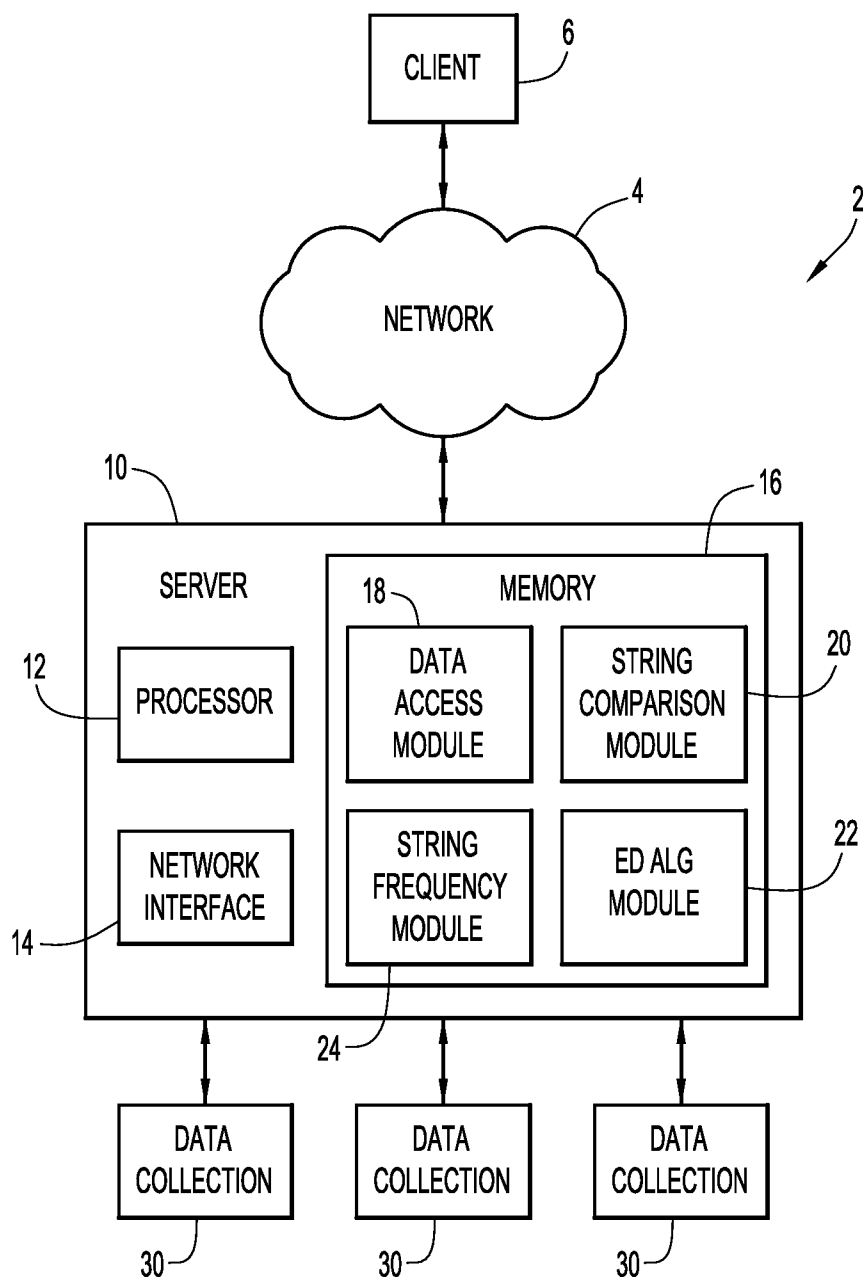 6
CLIENT
4
2
NETWORK
10
16
SERVER
MEMORY
18
12
PROCESSOR
DATA
ACCESS
MODULE
STRING
COMPARISON
MODULE
20
14
NETWORK
INTERFACE
STRING
FREQUENCY
MODULE
ED ALG
MODULE
22
24
DATA
COLLECTION
DATA
COLLECTION
DATA
COLLECTION
30
30
30